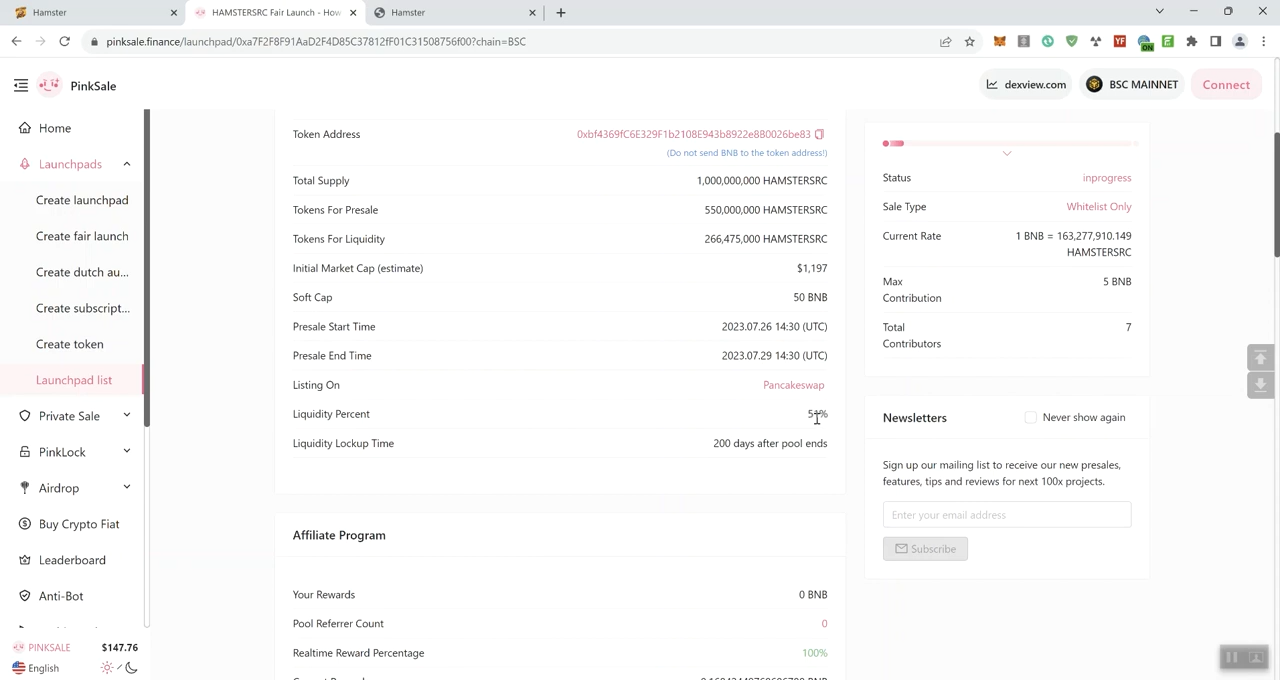 Hamster
HAMSTERSRC Fair Launch - How
Hamster
pinksale.finance/launchpad/0xa7F2F8F91AaD2F4D85C37812fF01C31508756f00?chain=BSC
YF
ON
PinkSale
dexview.com
BSC MAINNET
Connect
Home
Launchpads
Create launchpad
Create fair launch
Create dutch au...
Create subscript...
Create token
Launchpad list
Private Sale
PinkLock
Airdrop
Buy Crypto Fiat
Leaderboard
Anti-Bot
PINKSALE $147.76
English
Token Address 0xbf4369fC6E329F1b2108E943b8922e8B0026be83
(Do not send BNB to the token address!)
Total Supply 1,000,000,000 HAMSTERSRC
Tokens For Presale 550,000,000 HAMSTERSRC
Tokens For Liquidity 266,475,000 HAMSTERSRC
Initial Market Cap (estimate) $1,197
Soft Cap 50 BNB
Presale Start Time 2023.07.26 14:30 (UTC)
Presale End Time 2023.07.29 14:30 (UTC)
Listing On Pancakeswap
Liquidity Percent 51%
Liquidity Lockup Time 200 days after pool ends
Affiliate Program
Your Rewards 0 BNB
Pool Referrer Count 0
Realtime Reward Percentage 100%
Status inprogress
Sale Type Whitelist Only
Current Rate 1 BNB = 163,277,910.149
HAMSTERSRC
Max 5 BNB
Contribution
Total 7
Contributors
Newsletters Never show again
Sign up our mailing list to receive our new presales,
features, tips and reviews for next 100x projects.
Enter your email address
Subscribe